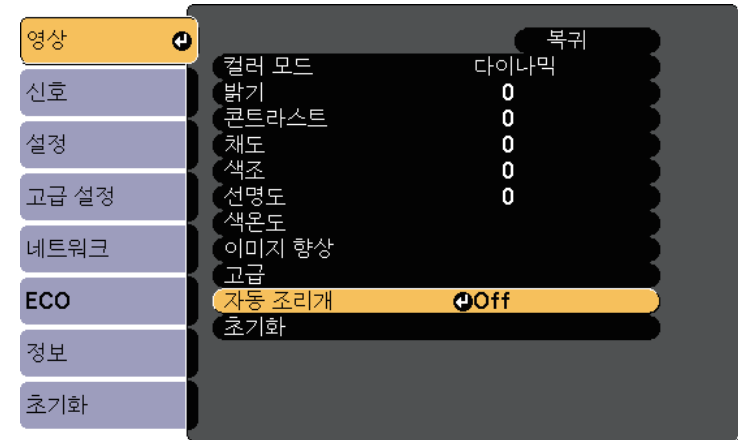 영상
신호
설정
고급 설정
네트워크
ECO
정보
초기화
복귀
컬러 모드 다이나믹
밝기 0
콘트라스트 0
채도 0
색조 0
선명도 0
색온도
이미지 향상
고급
자동 조리개 Off
초기화